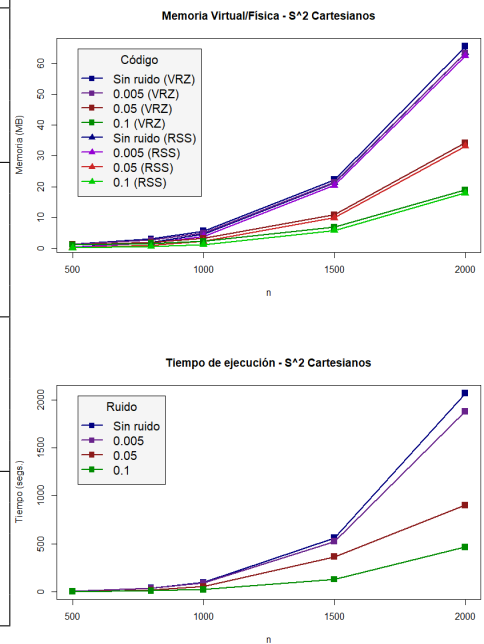 Memoria Virtual/Física - S^2 Cartesianos
Memoria (MB)
60
50
40
30
20
10
0
Código
Sin ruido (VRZ)
0.005 (VRZ)
0.05 (VRZ)
0.1 (VRZ)
Sin ruido (RSS)
0.005 (RSS)
0.05 (RSS)
0.1 (RSS)
500 1000 1500 2000
n
Tiempo de ejecución - S^2 Cartesianos
Tiempo (segs.)
2000
1500
1000
500
0
Ruido
Sin ruido
0.005
0.05
0.1
500 1000 1500 2000
n